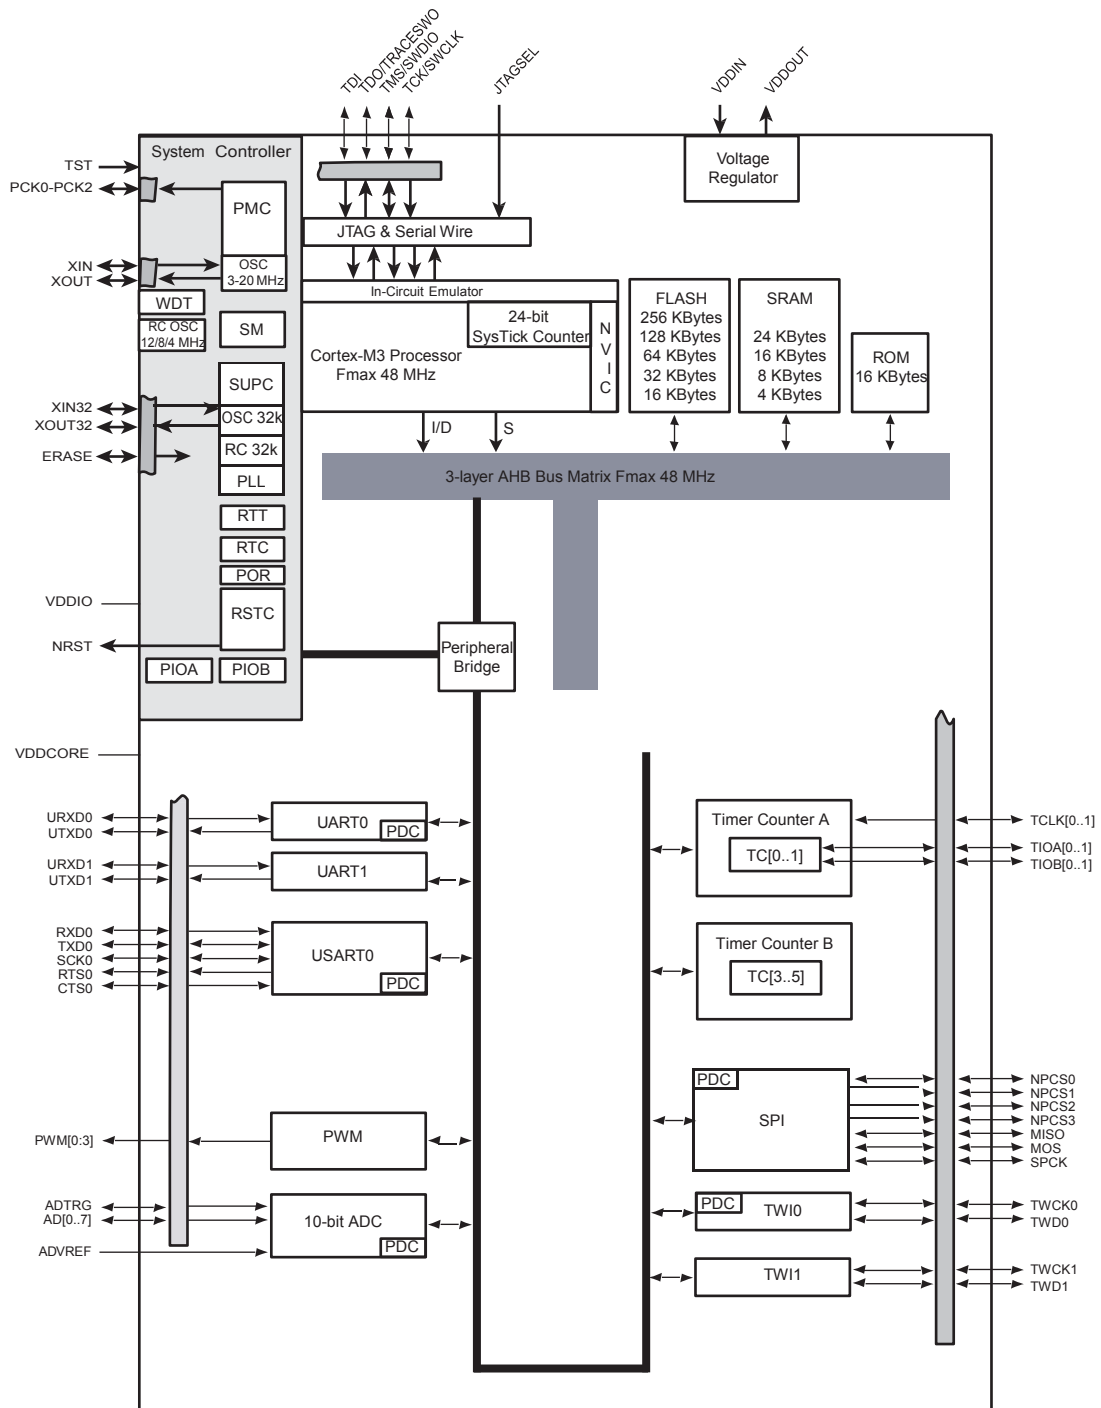 TDI
TDO/TRACESWO
TMS/SWDIO
TCK/SWCLK
JTAGSEL
VDDIN
VDDOUT
System Controller
TST
PCK0-PCK2
PMC
XIN
XOUT
OSC
3-20 MHz
WDT
RC OSC
12/8/4 MHz
SM
SUPC
XIN32
XOUT32
OSC 32k
ERASE
RC 32k
PLL
RTT
RTC
POR
VDDIO
RSTC
NRST
PIOA
PIOB
Voltage
Regulator
JTAG & Serial Wire
In-Circuit Emulator
24-bit
SysTick Counter
N
V
I
C
Cortex-M3 Processor
Fmax 48 MHz
FLASH
256 KBytes
128 KBytes
64 KBytes
32 KBytes
16 KBytes
SRAM
24 KBytes
16 KBytes
8 KBytes
4 KBytes
ROM
16 KBytes
I/D
S
3-layer AHB Bus Matrix Fmax 48 MHz
Peripheral
Bridge
VDDCORE
URXD0
UTXD0
UART0
PDC
URXD1
UTXD1
UART1
RXD0
TXD0
SCK0
RTS0
CTS0
USART0
PDC
PWM[0:3]
PWM
ADTRG
AD[0..7]
ADVREF
10-bit ADC
PDC
Timer Counter A
TC[0..1]
TCLK[0..1]
TIOA[0..1]
TIOB[0..1]
Timer Counter B
TC[3..5]
PDC
SPI
NPCS0
NPCS1
NPCS2
NPCS3
MISO
MOS
SPCK
PDC
TWI0
TWCK0
TWD0
TWI1
TWCK1
TWD1